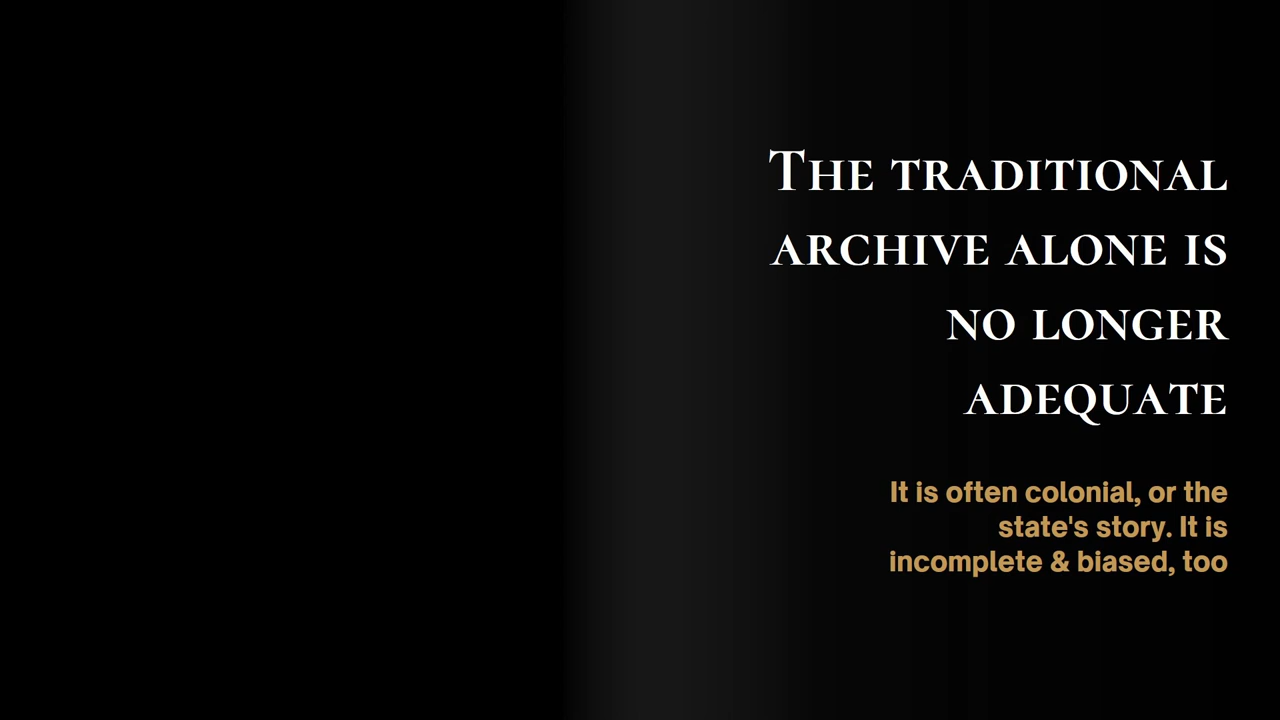 The traditional
archive alone is
no longer
adequate
It is often colonial, or the
state's story. It is
incomplete & biased, too